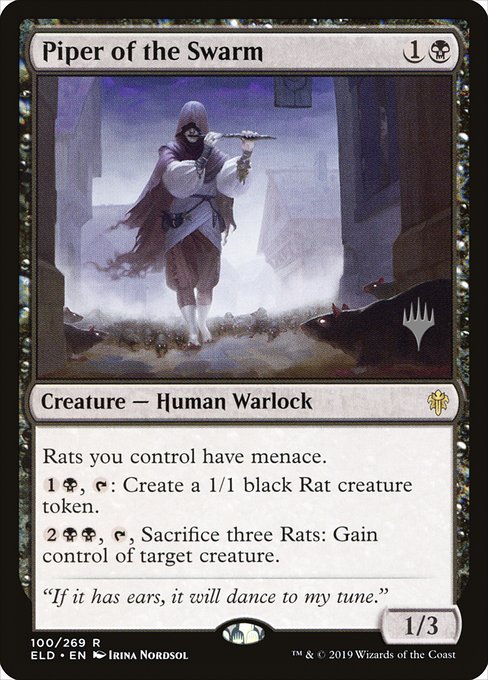 Piper of the Swarm 1
Creature — Human Warlock
Rats you control have menace.
1, : Create a 1/1 black Rat creature
token.
2, , Sacrifice three Rats: Gain
control of target creature.
“If it has ears, it will dance to my tune.”
1/3
100/269 R
ELD • EN Irina Nordsol
™ & © 2019 Wizards of the Coast